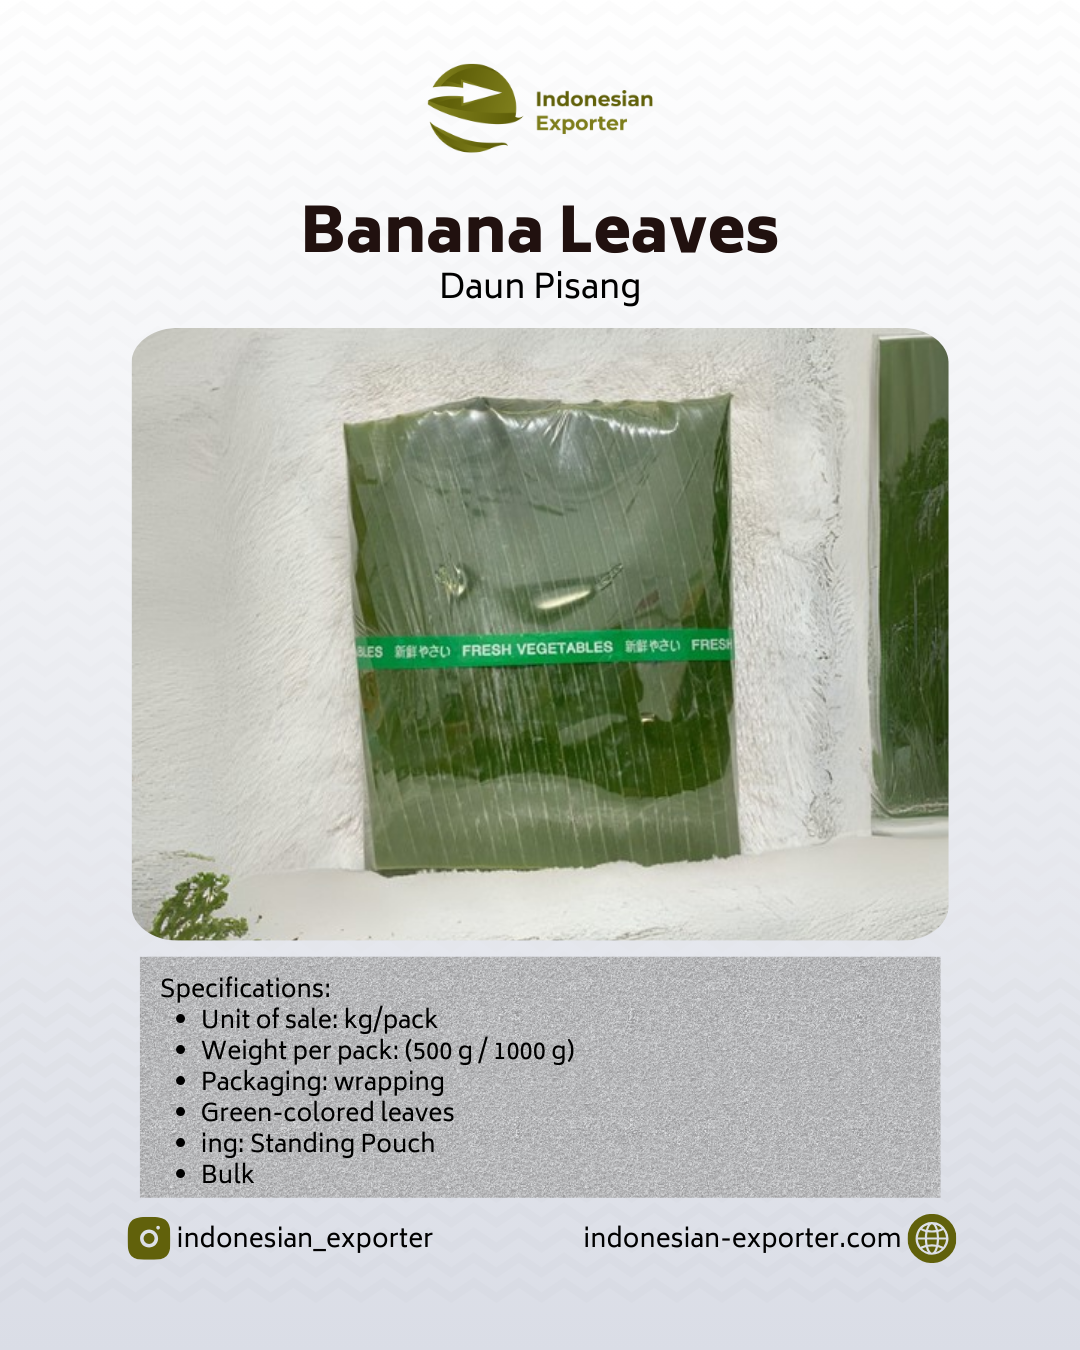 Indonesian
Exporter
Banana Leaves
Daun Pisang
BLES 新鮮やさい FRESH VEGETABLES 新鮮やさい FRESH
Specifications:
• Unit of sale: kg/pack
• Weight per pack: (500 g / 1000 g)
• Packaging: wrapping
• Green-colored leaves
• ing: Standing Pouch
• Bulk
indonesian_exporter
indonesian-exporter.com